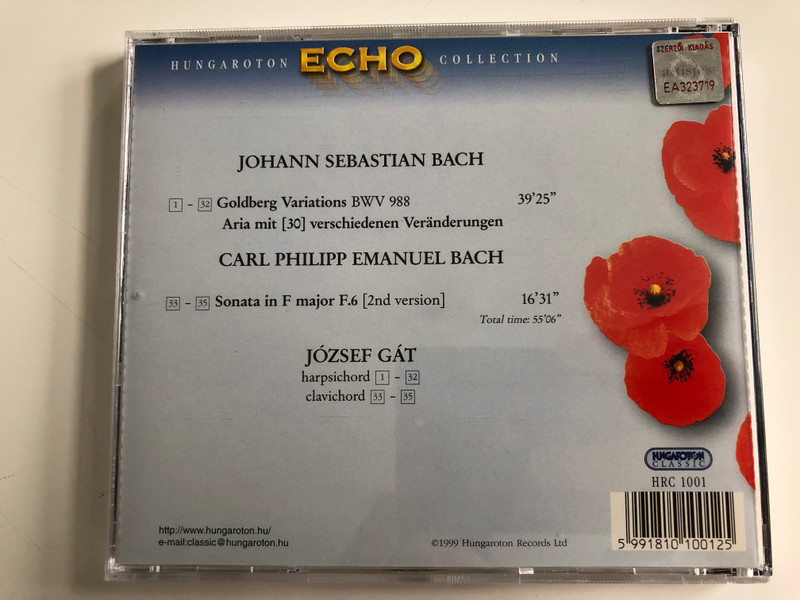 HUNGAROTON ECHO COLLECTION
SZERZŐI KIADÁS
EA323719
JOHANN SEBASTIAN BACH
1 – 32 Goldberg Variations BWV 988 39'25"
Aria mit [30] verschiedenen Veränderungen
CARL PHILIPP EMANUEL BACH
33 – 35 Sonata in F major F.6 [2nd version] 16'31"
Total time: 55'06"
JÓZSEF GÁT
harpsichord 1 – 32
clavichord 33 – 35
HUNGAROTON
CLASSIC
HRC 1001
http://www.hungaroton.hu/
e-mail:classic@hungaroton.hu
©1999 Hungaroton Records Ltd
5 991810 100125